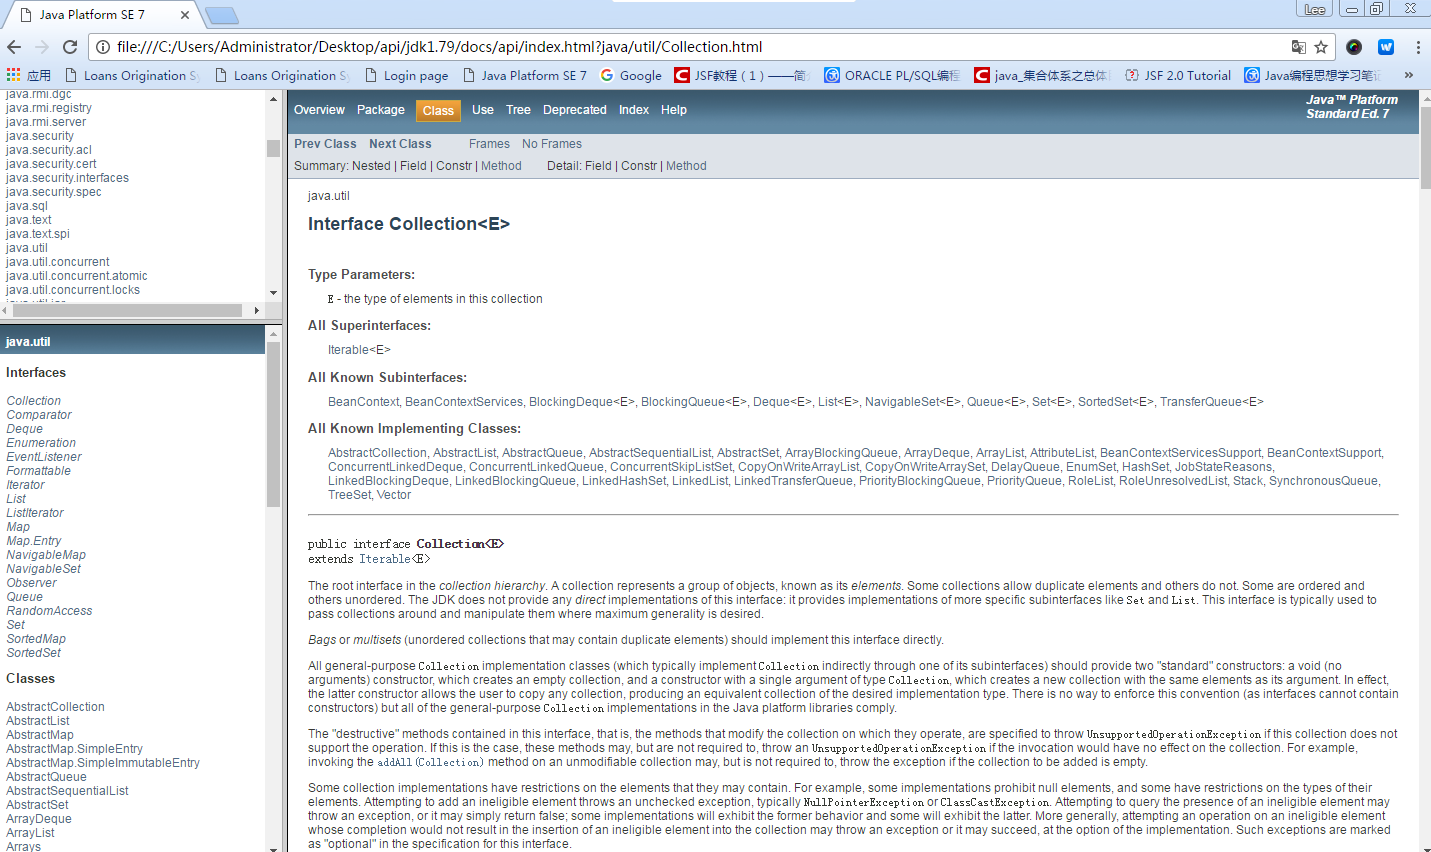 Java Platform SE 7
Lee
file:///C:/Users/Administrator/Desktop/api/jdk1.79/docs/api/index.html?java/util/Collection.html
应用 Loans Origination Sy Loans Origination Sy Login page Java Platform SE 7 Google JSF教程（1）——简 ORACLE PL/SQL编程 java_集合体系之总体 JSF 2.0 Tutorial Java编程思想学习笔记 »
java.rmi.dgc
java.rmi.registry
java.rmi.server
java.security
java.security.acl
java.security.cert
java.security.interfaces
java.security.spec
java.sql
java.text
java.text.spi
java.util
java.util.concurrent
java.util.concurrent.atomic
java.util.concurrent.locks
java.util
Interfaces
Collection
Comparator
Deque
Enumeration
EventListener
Formattable
Iterator
List
ListIterator
Map
Map.Entry
NavigableMap
NavigableSet
Observer
Queue
RandomAccess
Set
SortedMap
SortedSet
Classes
AbstractCollection
AbstractList
AbstractMap
AbstractMap.SimpleEntry
AbstractMap.SimpleImmutableEntry
AbstractQueue
AbstractSequentialList
AbstractSet
ArrayDeque
ArrayList
Arrays
Overview Package Class Use Tree Deprecated Index Help
Java™ Platform
Standard Ed. 7
Prev Class Next Class Frames No Frames
Summary: Nested | Field | Constr | Method Detail: Field | Constr | Method
java.util
Interface Collection<E>
Type Parameters:
E - the type of elements in this collection
All Superinterfaces:
Iterable<E>
All Known Subinterfaces:
BeanContext, BeanContextServices, BlockingDeque<E>, BlockingQueue<E>, Deque<E>, List<E>, NavigableSet<E>, Queue<E>, Set<E>, SortedSet<E>, TransferQueue<E>
All Known Implementing Classes:
AbstractCollection, AbstractList, AbstractQueue, AbstractSequentialList, AbstractSet, ArrayBlockingQueue, ArrayDeque, ArrayList, AttributeList, BeanContextServicesSupport, BeanContextSupport,
ConcurrentLinkedDeque, ConcurrentLinkedQueue, ConcurrentSkipListSet, CopyOnWriteArrayList, CopyOnWriteArraySet, DelayQueue, EnumSet, HashSet, JobStateReasons,
LinkedBlockingDeque, LinkedBlockingQueue, LinkedHashSet, LinkedList, LinkedTransferQueue, PriorityBlockingQueue, PriorityQueue, RoleList, RoleUnresolvedList, Stack, SynchronousQueue,
TreeSet, Vector
public interface Collection<E>
extends Iterable<E>
The root interface in the collection hierarchy. A collection represents a group of objects, known as its elements. Some collections allow duplicate elements and others do not. Some are ordered and
others unordered. The JDK does not provide any direct implementations of this interface: it provides implementations of more specific subinterfaces like Set and List. This interface is typically used to
pass collections around and manipulate them where maximum generality is desired.
Bags or multisets (unordered collections that may contain duplicate elements) should implement this interface directly.
All general-purpose Collection implementation classes (which typically implement Collection indirectly through one of its subinterfaces) should provide two "standard" constructors: a void (no
arguments) constructor, which creates an empty collection, and a constructor with a single argument of type Collection, which creates a new collection with the same elements as its argument. In effect,
the latter constructor allows the user to copy any collection, producing an equivalent collection of the desired implementation type. There is no way to enforce this convention (as interfaces cannot contain
constructors) but all of the general-purpose Collection implementations in the Java platform libraries comply.
The "destructive" methods contained in this interface, that is, the methods that modify the collection on which they operate, are specified to throw UnsupportedOperationException if this collection does not
support the operation. If this is the case, these methods may, but are not required to, throw an UnsupportedOperationException if the invocation would have no effect on the collection. For example,
invoking the addAll(Collection) method on an unmodifiable collection may, but is not required to, throw the exception if the collection to be added is empty.
Some collection implementations have restrictions on the elements that they may contain. For example, some implementations prohibit null elements, and some have restrictions on the types of their
elements. Attempting to add an ineligible element throws an unchecked exception, typically NullPointerException or ClassCastException. Attempting to query the presence of an ineligible element may
throw an exception, or it may simply return false; some implementations will exhibit the former behavior and some will exhibit the latter. More generally, attempting an operation on an ineligible element
whose completion would not result in the insertion of an ineligible element into the collection may throw an exception or it may succeed, at the option of the implementation. Such exceptions are marked
as "optional" in the specification for this interface.